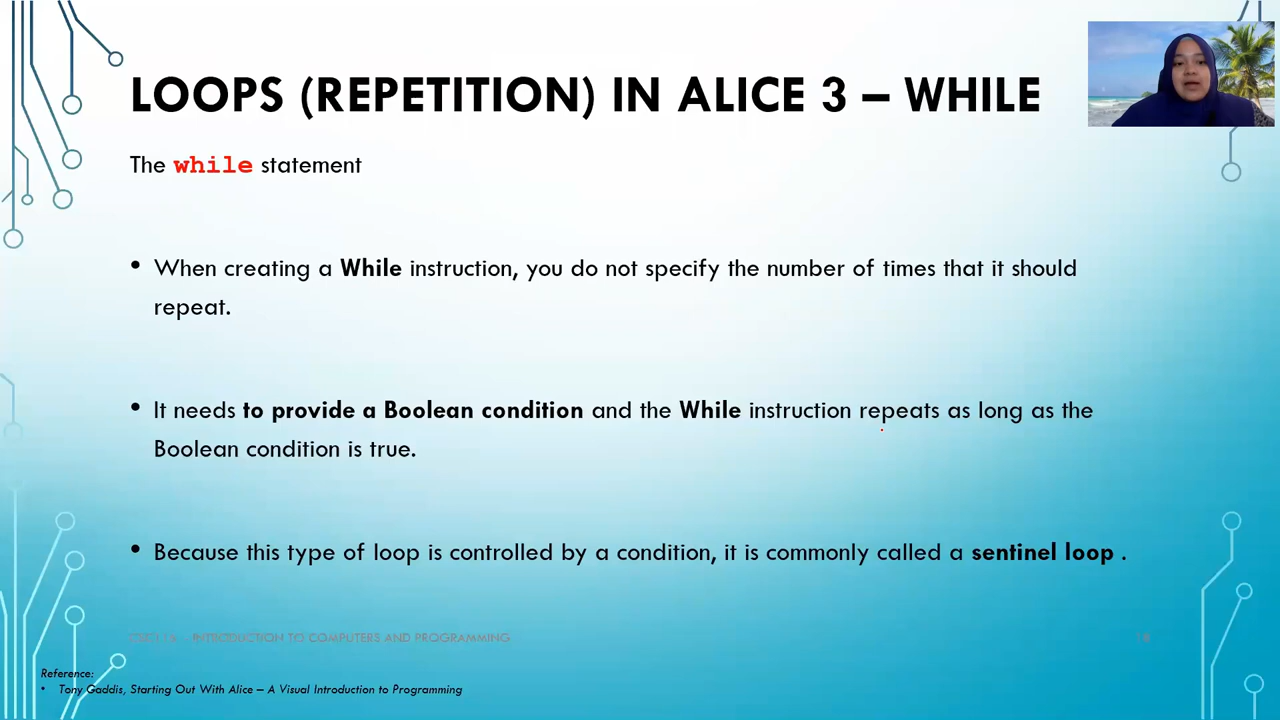 LOOPS (REPETITION) IN ALICE 3 – WHILE
The while statement
• When creating a While instruction, you do not specify the number of times that it should
repeat.
• It needs to provide a Boolean condition and the While instruction repeats as long as the
Boolean condition is true.
• Because this type of loop is controlled by a condition, it is commonly called a sentinel loop .
INTRODUCTION TO COMPUTERS AND PROGRAMMING
Reference:
• Tony Gaddis, Starting Out With Alice – A Visual Introduction to Programming